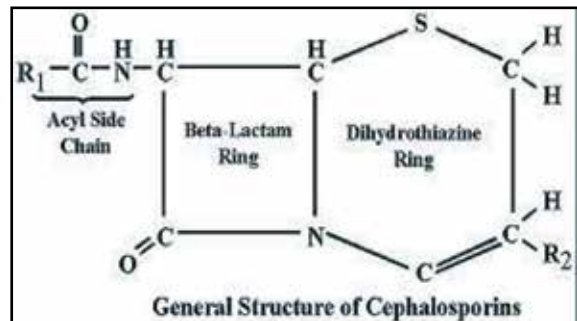 O
R1 C N H C H C H S C H H
Acyl Side
Chain
Beta-Lactam
Ring
Dihydrothiazine
Ring
O C N C C H R2
General Structure of Cephalosporins